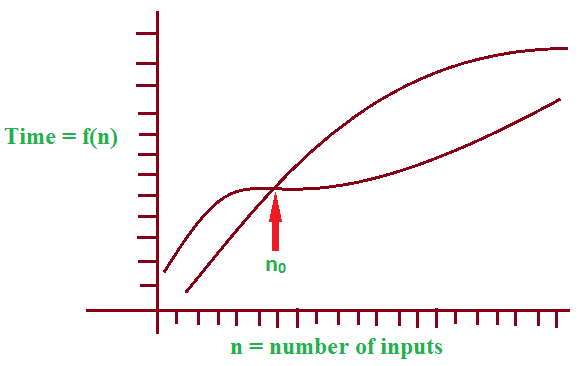 Time = f(n)
n₀
n = number of inputs